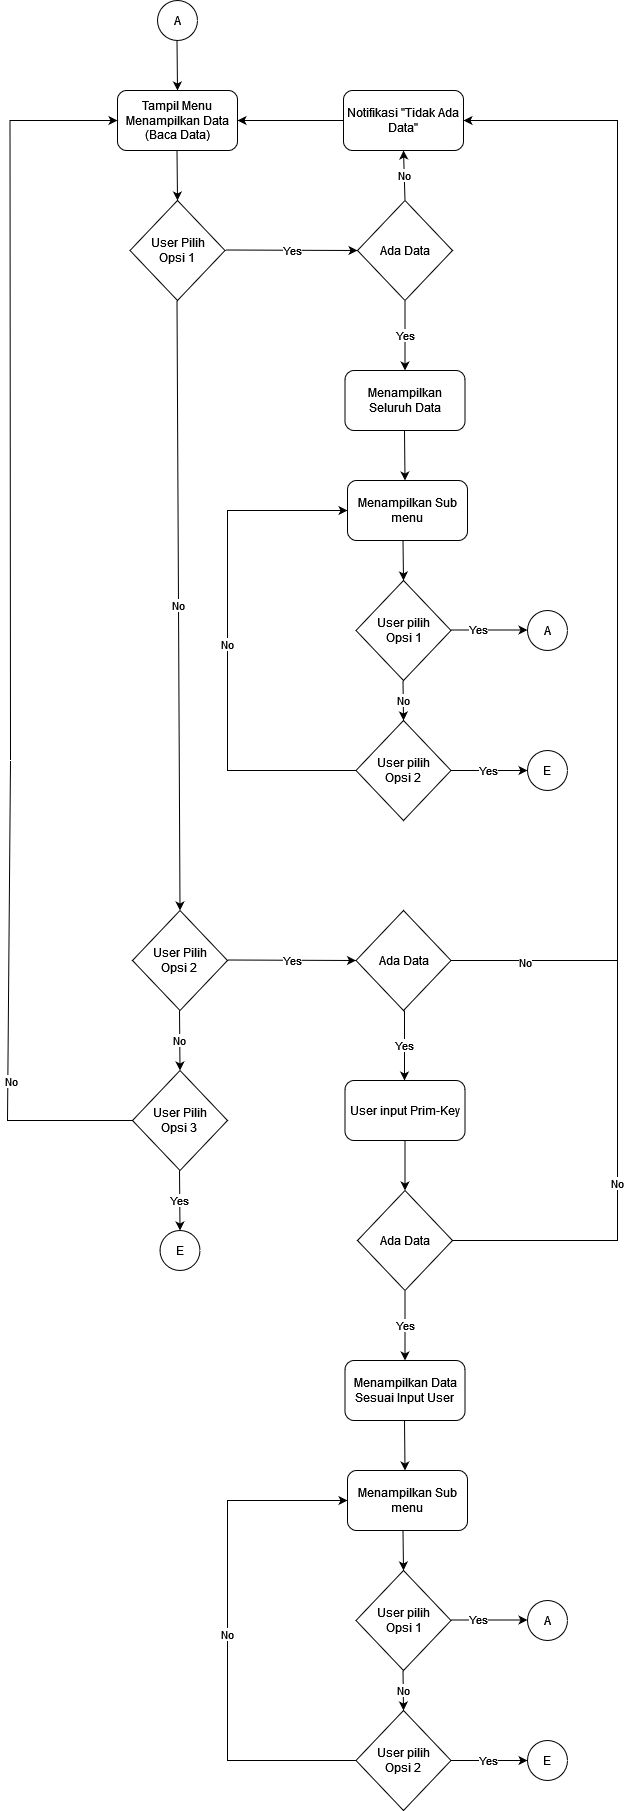 A
Tampil Menu
Menampilkan Data
(Baca Data)
Notifikasi "Tidak Ada
Data"
No
User Pilih
Opsi 1
Yes
Ada Data
Yes
Menampilkan
Seluruh Data
Menampilkan Sub
menu
No
User pilih
Opsi 1
Yes
A
No
No
User pilih
Opsi 2
Yes
E
User Pilih
Opsi 2
Yes
Ada Data
No
No
Yes
No
User Pilih
Opsi 3
User input Prim-Key
Yes
No
E
Ada Data
Yes
Menampilkan Data
Sesuai Input User
Menampilkan Sub
menu
User pilih
Opsi 1
Yes
A
No
No
User pilih
Opsi 2
Yes
E